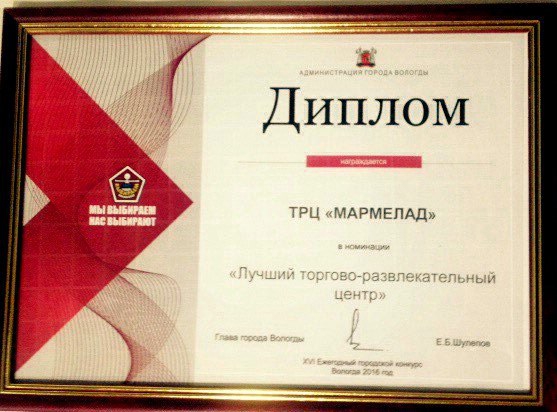 АДМИНИСТРАЦИЯ ГОРОДА ВОЛОГДЫ
Диплом
награждается
ТРЦ «МАРМЕЛАД»
в номинации
«Лучший торгово-развлекательный
центр»
МЫ ВЫБИРАЕМ
НАС ВЫБИРАЮТ
Глава города Вологды
Е.Б.Шулепов
XVI Ежегодный городской конкурс
Вологда 2016 год